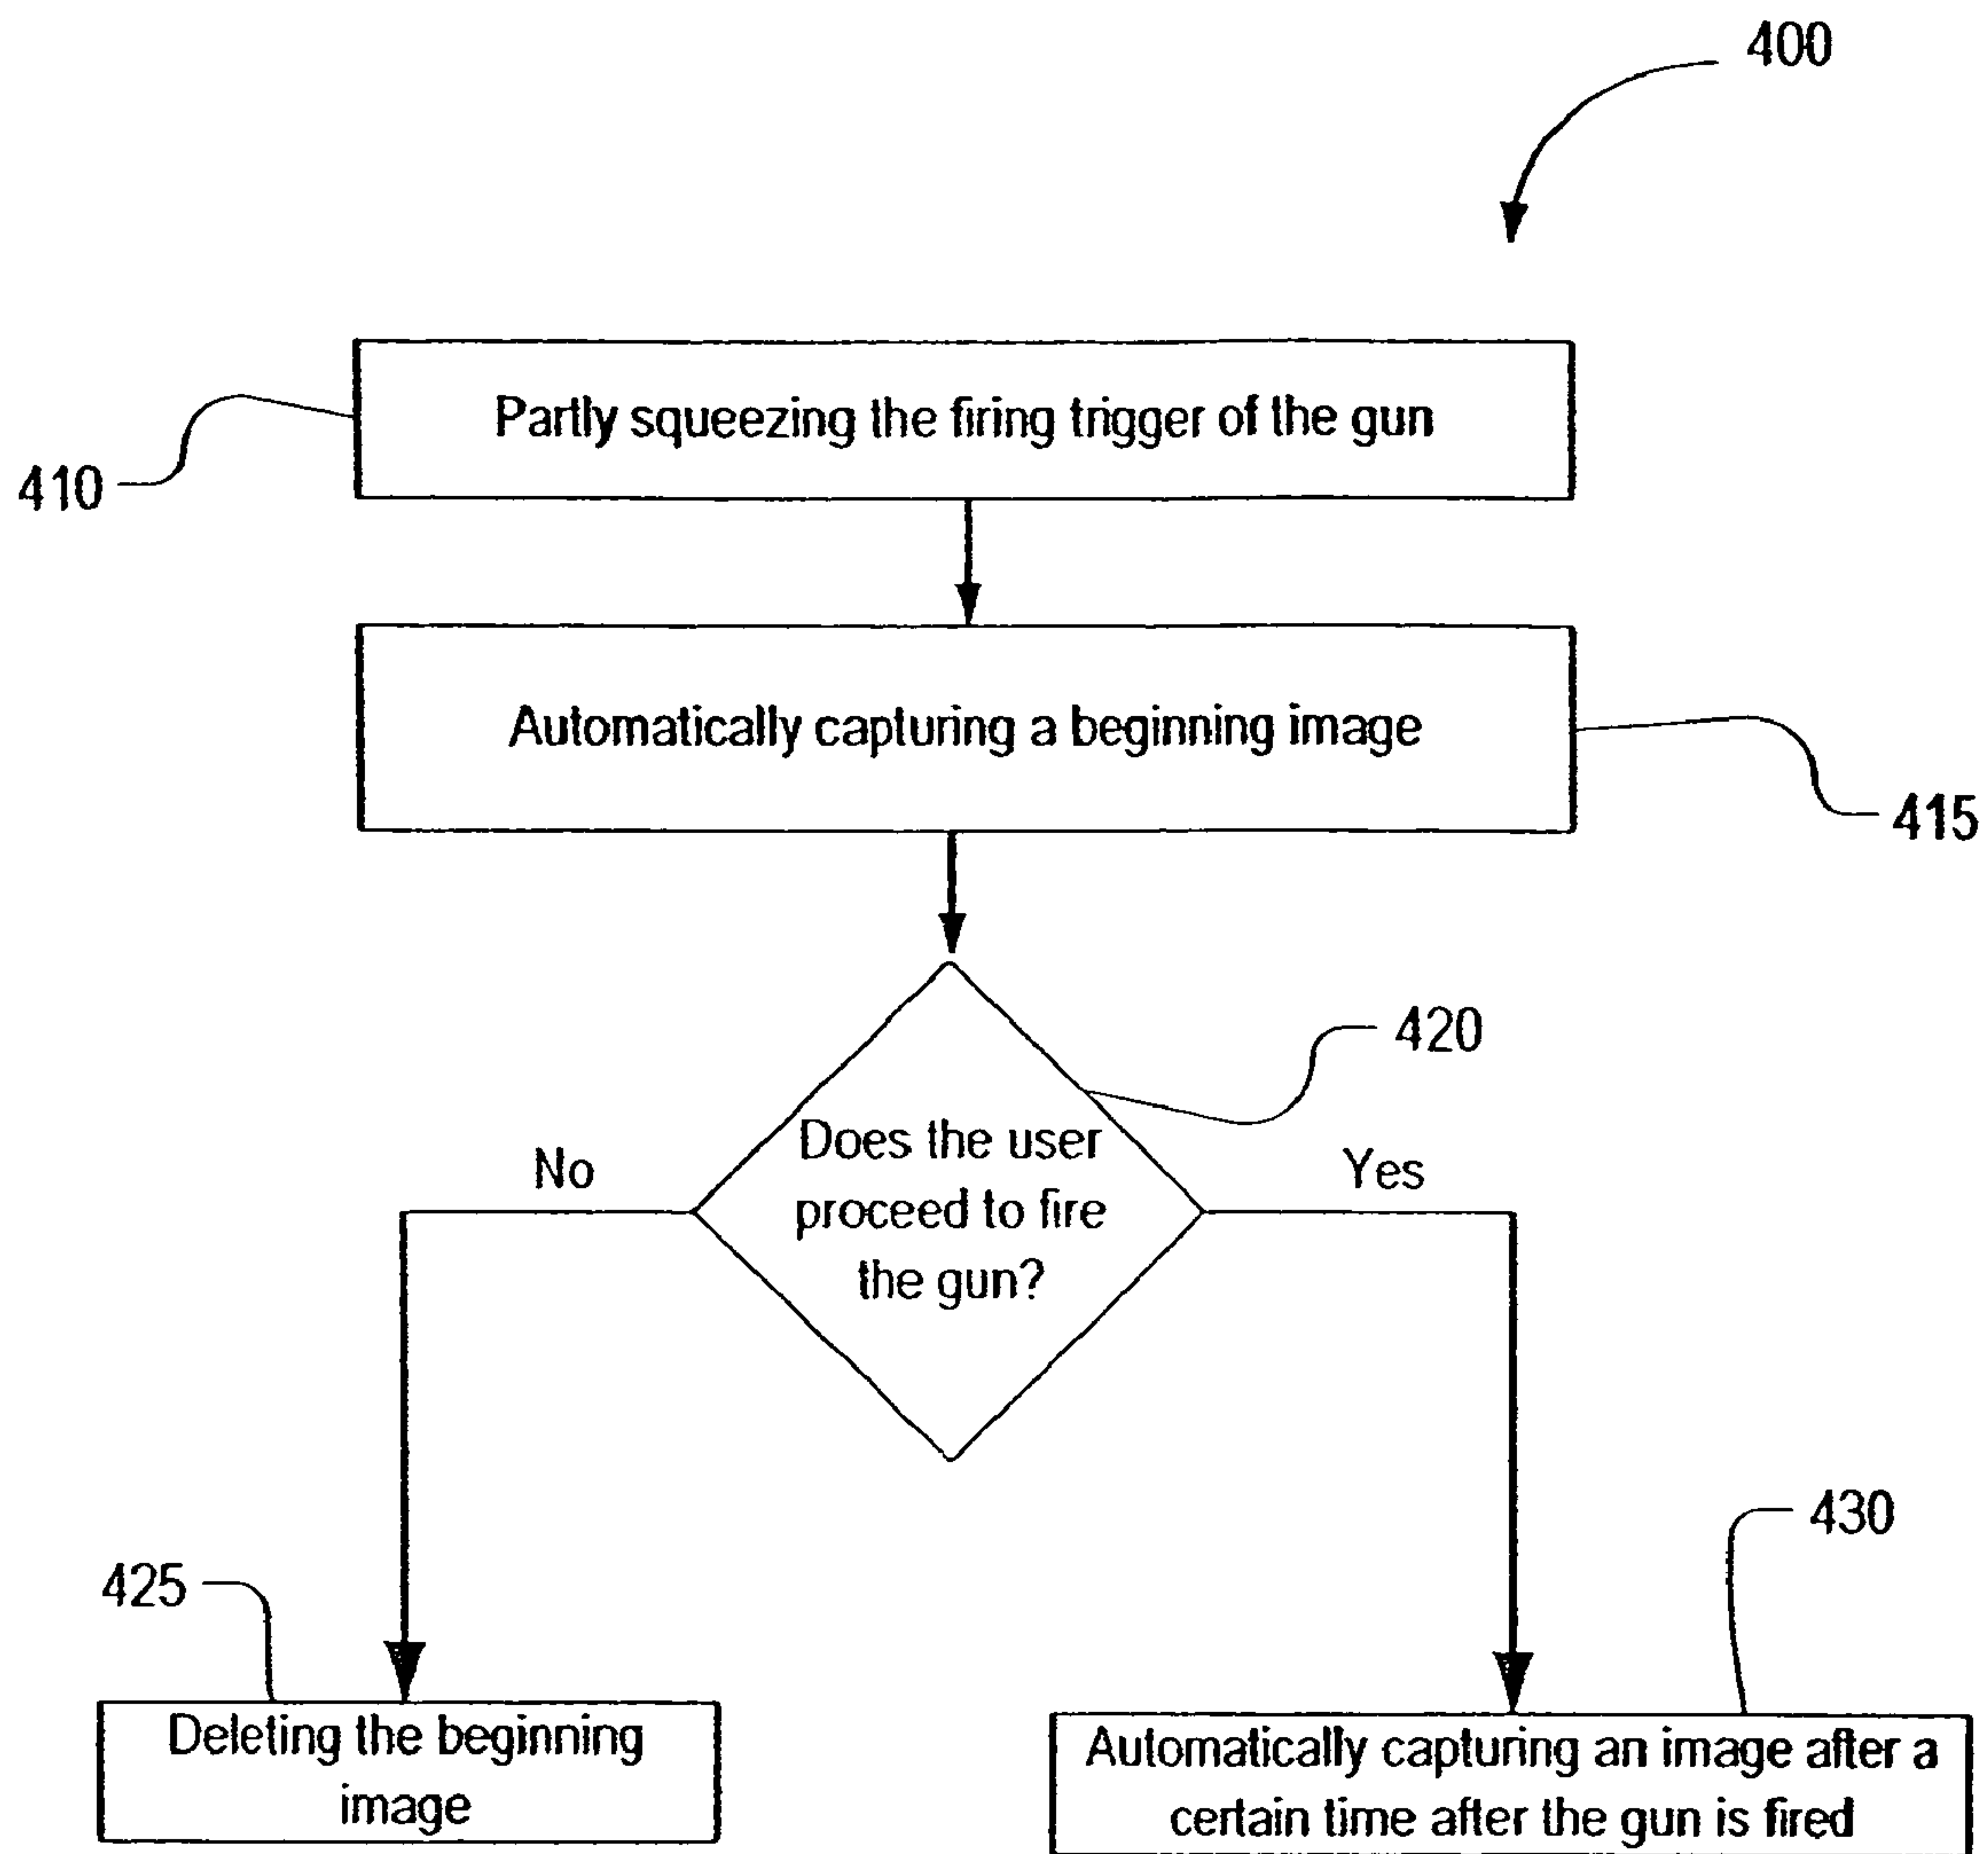 400
Partly squeezing the firing trigger of the gun
410
Automatically capturing a beginning image
415
420
Does the user
proceed to fire
the gun?
No
Yes
430
425
Deleting the beginning
image
Automatically capturing an image after a
certain time after the gun is fired